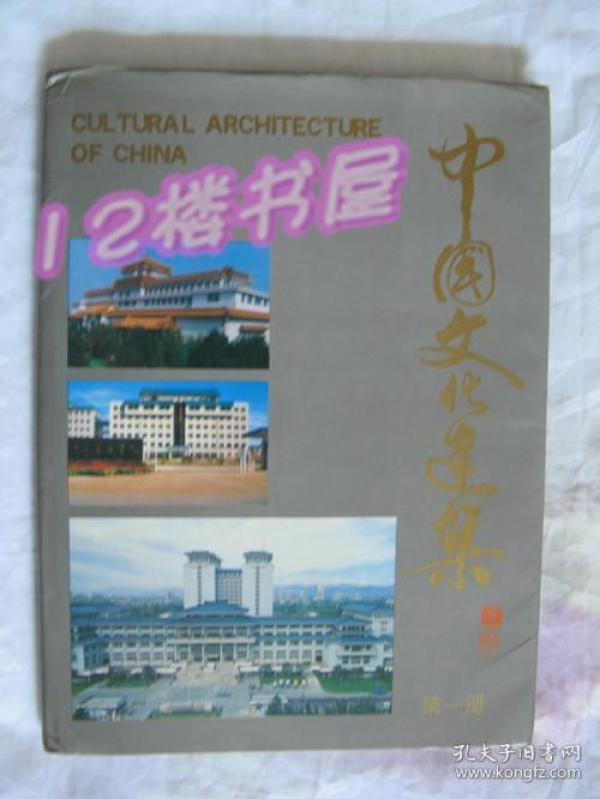 CULTURAL ARCHITECTURE
OF CHINA
12楼书屋
中国文化建集
第一册
孔夫子旧书网
www.kongfz.com